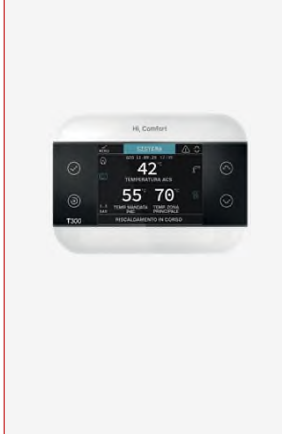 Hi, Comfort
MENU SISTEMA
42°
TEMPERATURA ACS
55° 70°
TEMP. MANDATA TEMP. ZONA
PRINCIPALE
T300
RISCALDAMENTO IN CORSO